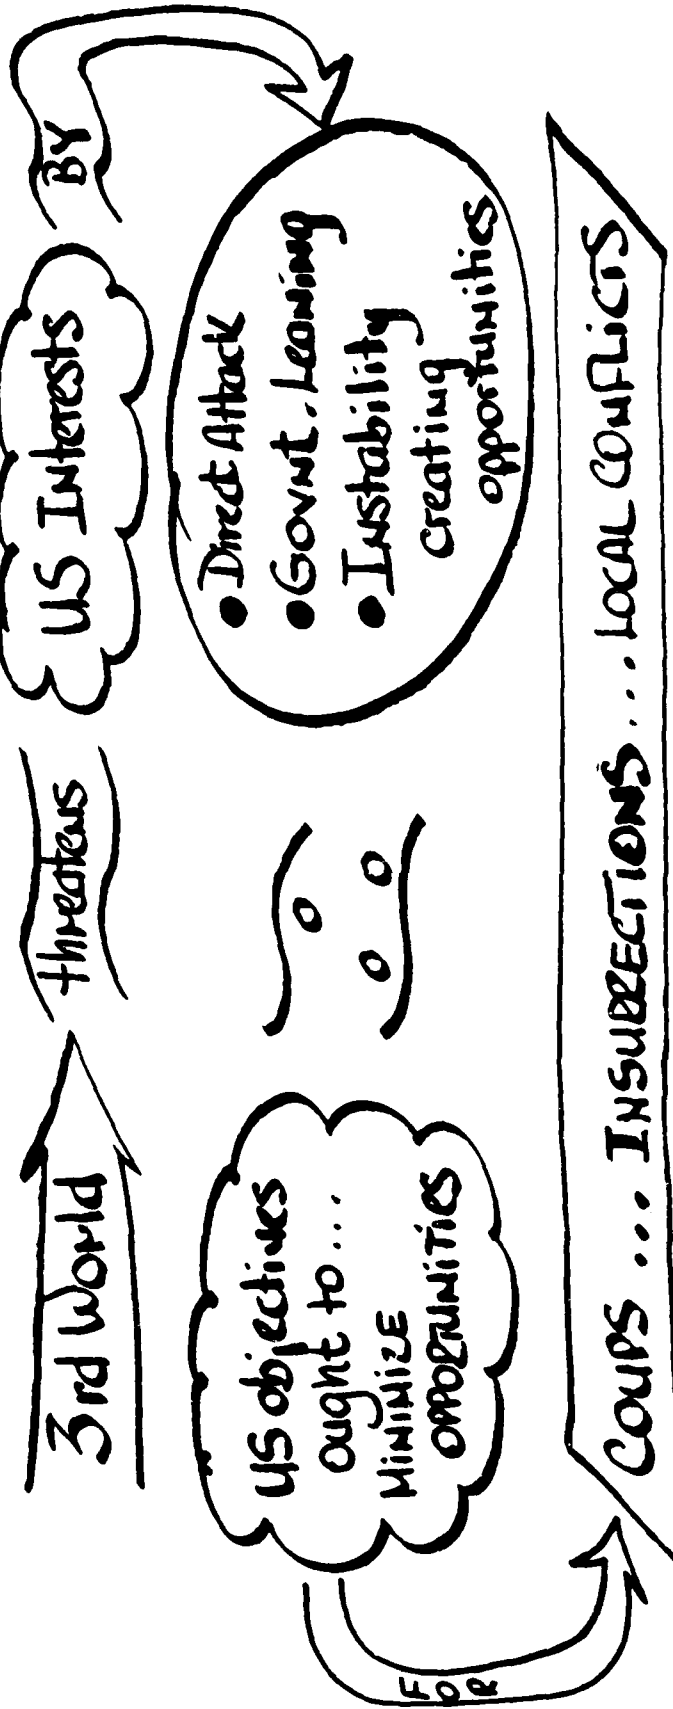 3rd World
threatens
US Interests
BY
• Direct Attack
• Govnt. Leaning
• Instability
creating
opportunities
US objectives
ought to...
MINIMIZE
OPPORTUNITIES
FOR
COUPS ... INSURRECTIONS .... LOCAL CONFLICTS